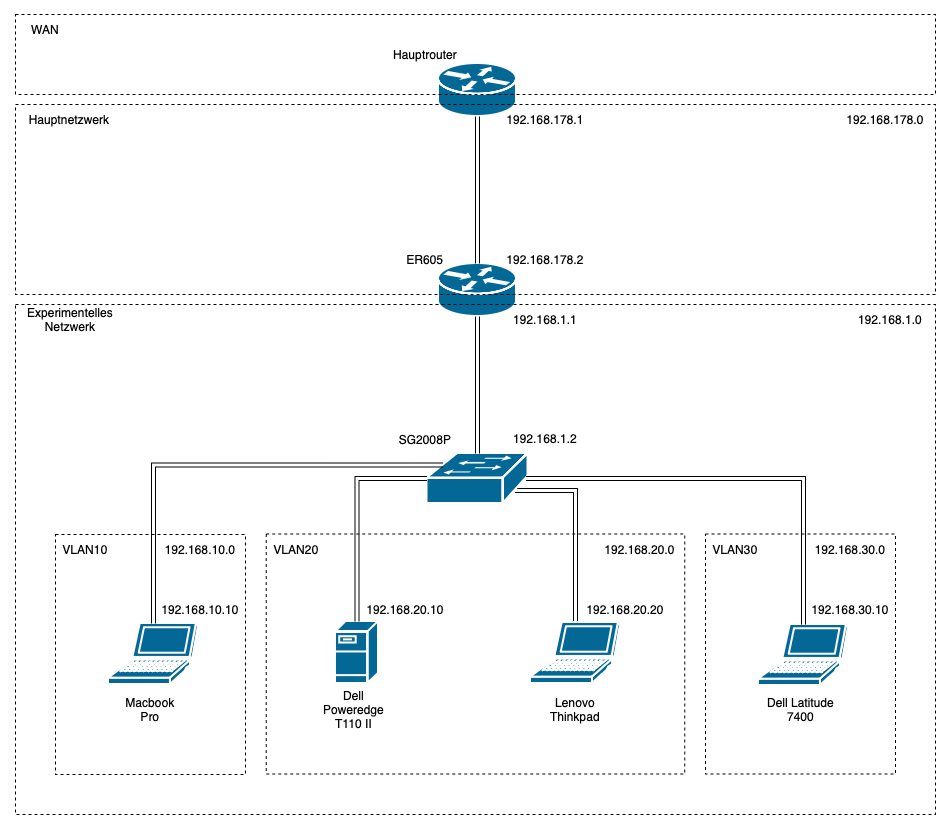 WAN
Hauptrouter
Hauptnetzwerk
192.168.178.1
192.168.178.0
ER605
192.168.178.2
Experimentelles
Netzwerk
192.168.1.1
192.168.1.0
SG2008P
192.168.1.2
VLAN10
192.168.10.0
VLAN20
192.168.20.0
VLAN30
192.168.30.0
192.168.10.10
192.168.20.10
192.168.20.20
192.168.30.10
Macbook
Pro
Dell
Poweredge
T110 II
Lenovo
Thinkpad
Dell Latitude
7400